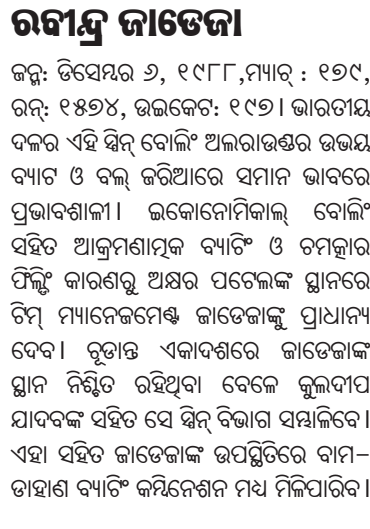 ରବୀନ୍ଦ୍ର ଜାଡେଜା
ଜନ୍ମ: ଡିସେମ୍ବର ୬, ୧୯୮୮,ମ୍ୟାଚ୍ : ୧୭୯,
ରନ୍: ୧୫୭୪, ଉଇକେଟ: ୧୯୭। ଭାରତୀୟ
ଦଳର ଏହି ସ୍ପିନ୍ ବୋଲିଂ ଅଲରାଉଣ୍ଡର ଉଭୟ
ବ୍ୟାଟ ଓ ବଲ୍ ଜରିଆରେ ସମାନ ଭାବରେ
ପ୍ରଭାବଶାଳୀ। ଇକୋନୋମିକାଲ୍ ବୋଲିଂ
ସହିତ ଆକ୍ରମଣାତ୍ମକ ବ୍ୟାଟିଂ ଓ ଚମତ୍କାର
ଫିଲ୍ଡିଂ କାରଣରୁ ଅକ୍ଷର ପଟେଲଙ୍କ ସ୍ଥାନରେ
ଟିମ୍ ମ୍ୟାନେଜମେଣ୍ଟ ଜାଡେଜାଙ୍କୁ ପ୍ରାଧାନ୍ୟ
ଦେବ। ଚୂଡାନ୍ତ ଏକାଦଶରେ ଜାଡେଜାଙ୍କ
ସ୍ଥାନ ନିଶ୍ଚିତ ରହିଥିବା ବେଳେ କୁଲଦୀପ
ଯାଦବଙ୍କ ସହିତ ସେ ସ୍ପିନ୍ ବିଭାଗ ସମ୍ଭାଳିବେ।
ଏହା ସହିତ ଜାଡେଜାଙ୍କ ଉପସ୍ଥିତିରେ ବାମ-
ଡାହାଣ ବ୍ୟାଟିଂ କମ୍ବିନେଶନ ମଧ୍ୟ ମିଳିପାରିବ।